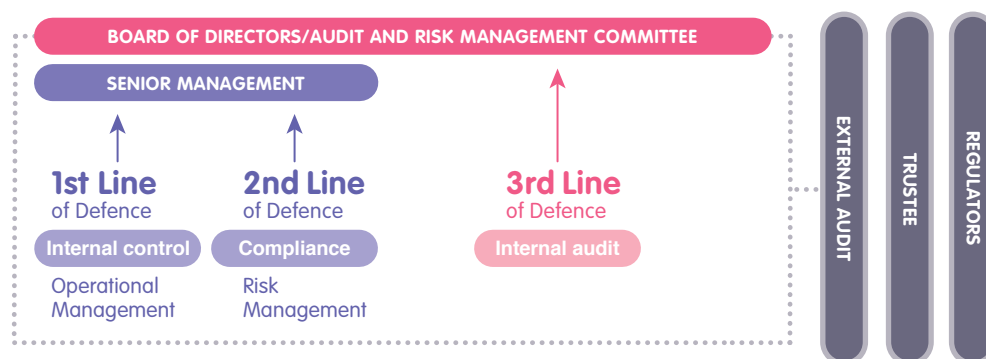 BOARD OF DIRECTORS/AUDIT AND RISK MANAGEMENT COMMITTEE
SENIOR MANAGEMENT
1st Line
of Defence
Internal control
Operational
Management
2nd Line
of Defence
Compliance
Risk
Management
3rd Line
of Defence
Internal audit
EXTERNAL AUDIT
TRUSTEE
REGULATORS